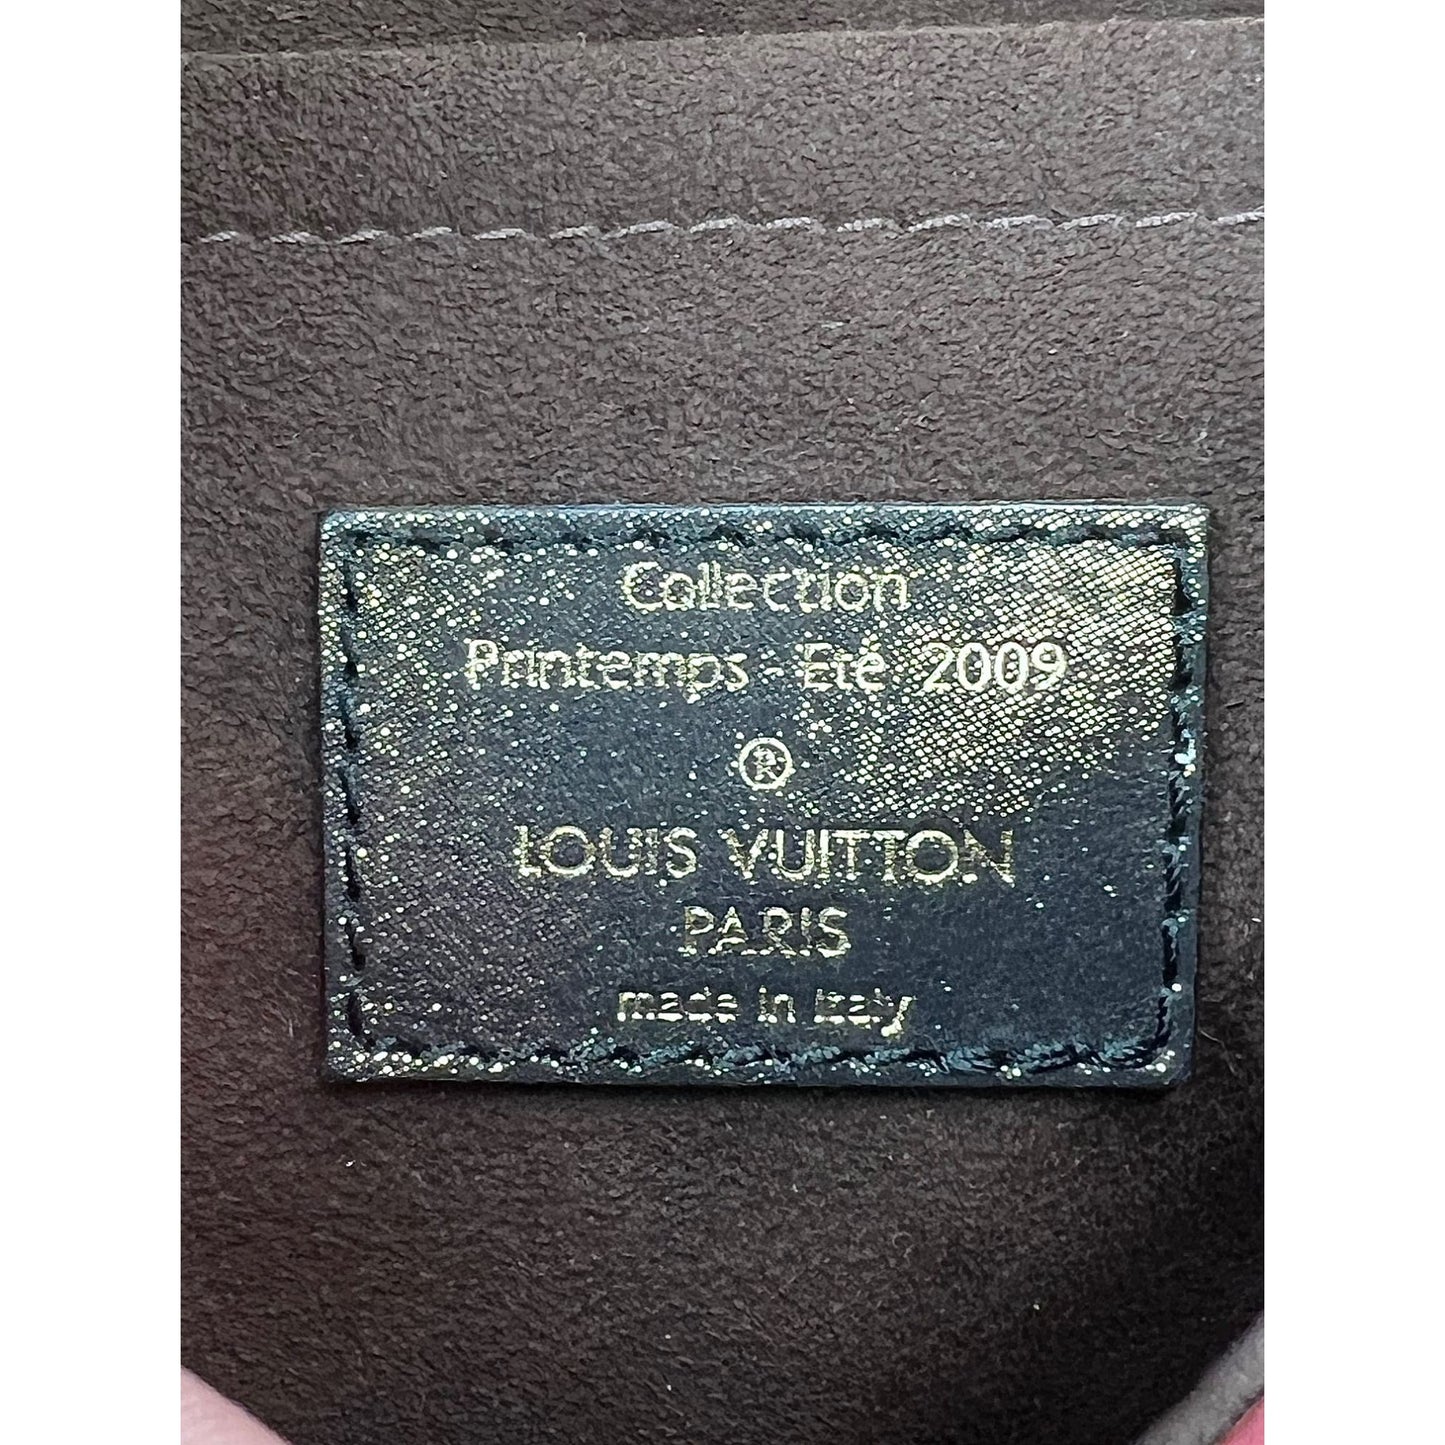 Collection
Printemps - Eté 2009
®
LOUIS VUITTON
PARIS
made in Italy